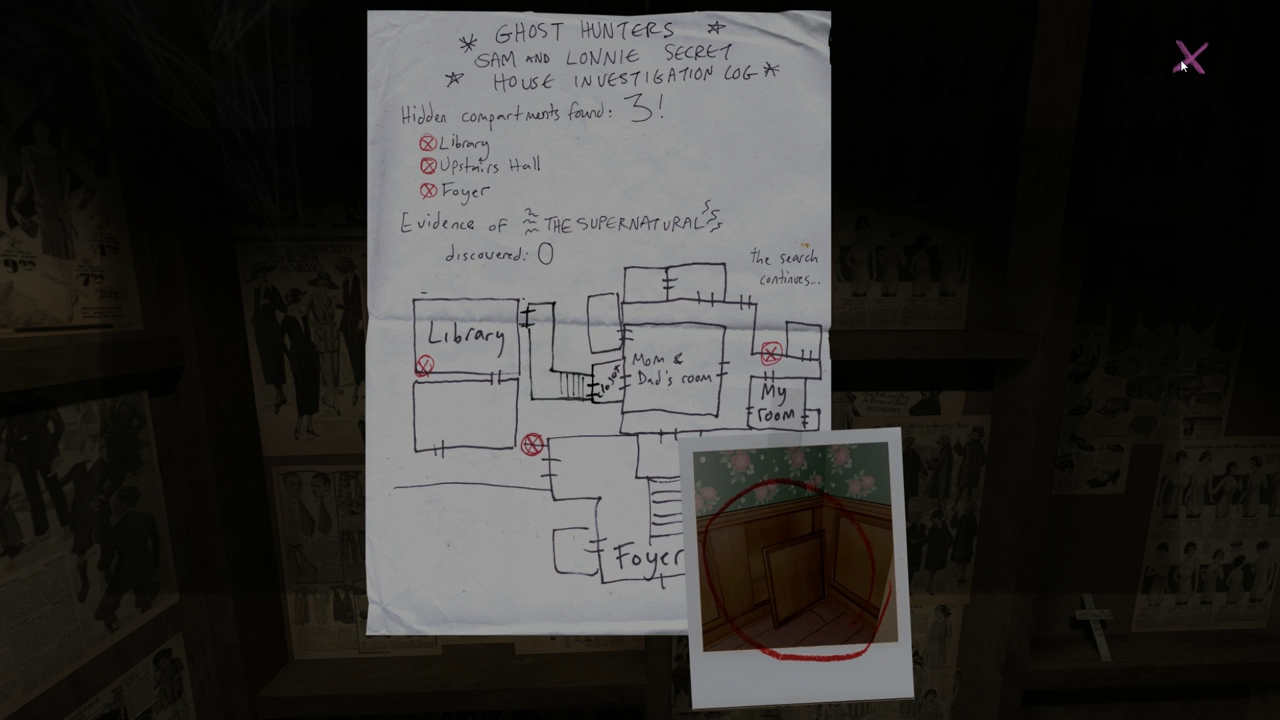 GHOST HUNTERS
SAM AND LONNIE SECRET
HOUSE INVESTIGATION LOG
Hidden compartments found: 3!
Library
Upstairs Hall
Foyer
Evidence of THE SUPERNATURAL
discovered: 0
the search
continues...
Library
Mom &
Dad's room
Closet
My
room
Foyer